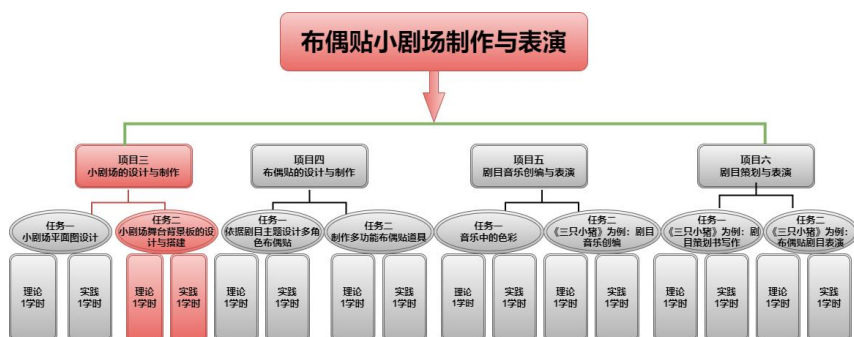 布偶贴小剧场制作与表演
项目三
小剧场的设计与制作
项目四
布偶贴的设计与制作
项目五
剧目音乐创编与表演
项目六
剧目策划与表演
任务一
小剧场平面图设计
任务二
小剧场舞台背景板的设
计与搭建
任务一
依据剧目主题设计多角
色布偶贴
任务二
制作多功能布偶贴道具
任务一
音乐中的色彩
任务二
《三只小猪》为例：剧目
音乐创编
任务一
《三只小猪》为例：剧
目策划书写作
任务二
《三只小猪》为例：
布偶贴剧目表演
理论
1学时
实践
1学时
理论
1学时
实践
1学时
理论
1学时
实践
1学时
理论
1学时
实践
1学时
理论
1学时
实践
1学时
理论
1学时
实践
1学时
理论
1学时
实践
1学时
理论
1学时
实践
1学时